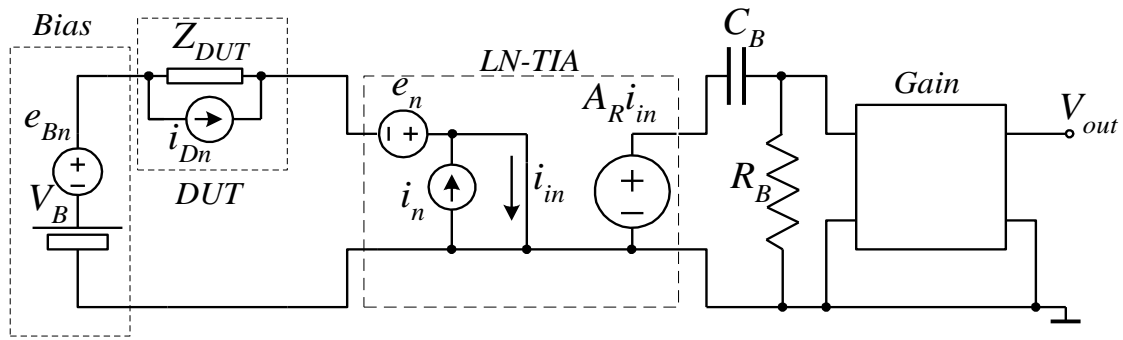 Bias
Z_DUT
LN-TIA
C_B
Gain
e_n
A_R i_in
V_out
e_Bn
i_Dn
DUT
V_B
i_n
i_in
R_B